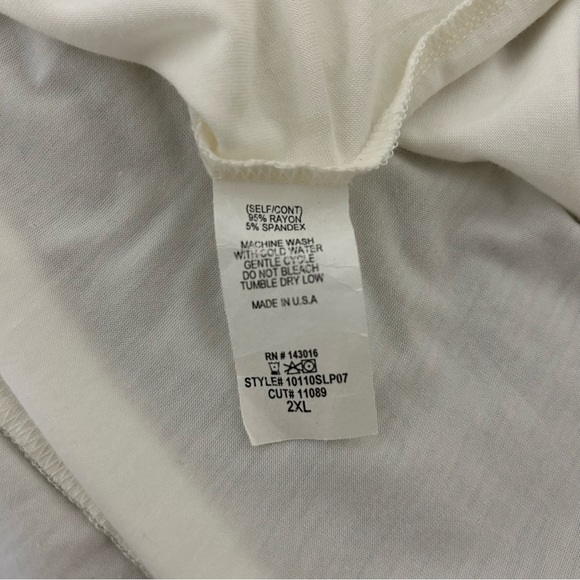 (SELF/CONT)
95% RAYON
5% SPANDEX
MACHINE WASH
WITH COLD WATER
GENTLE CYCLE
DO NOT BLEACH
TUMBLE DRY LOW
MADE IN U.S.A
RN # 143016
STYLE# 10110SLP07
CUT# 11089
2XL